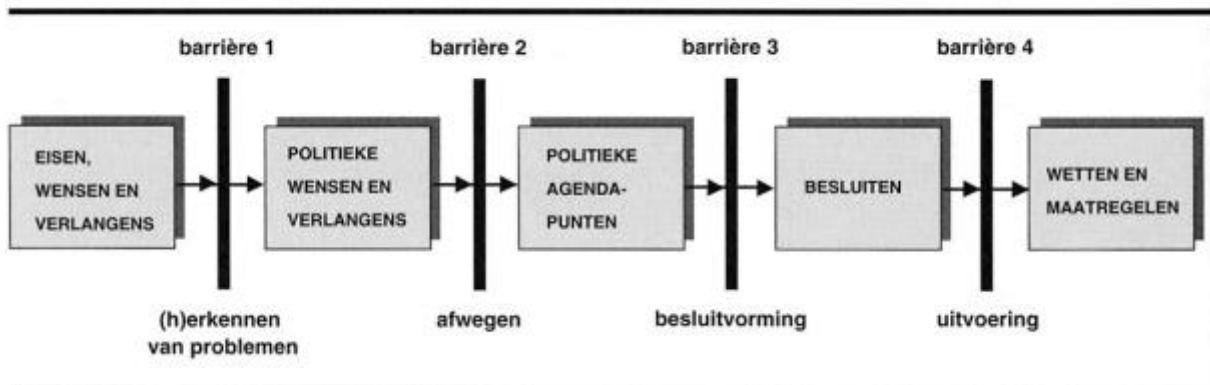 barrière 1
barrière 2
barrière 3
barrière 4
EISEN,
WENSEN EN
VERLANGENS
POLITIEKE
WENSEN EN
VERLANGENS
POLITIEKE
AGENDA-
PUNTEN
BESLUITEN
WETTEN EN
MAATREGELEN
(h)erkennen
van problemen
afwegen
besluitvorming
uitvoering